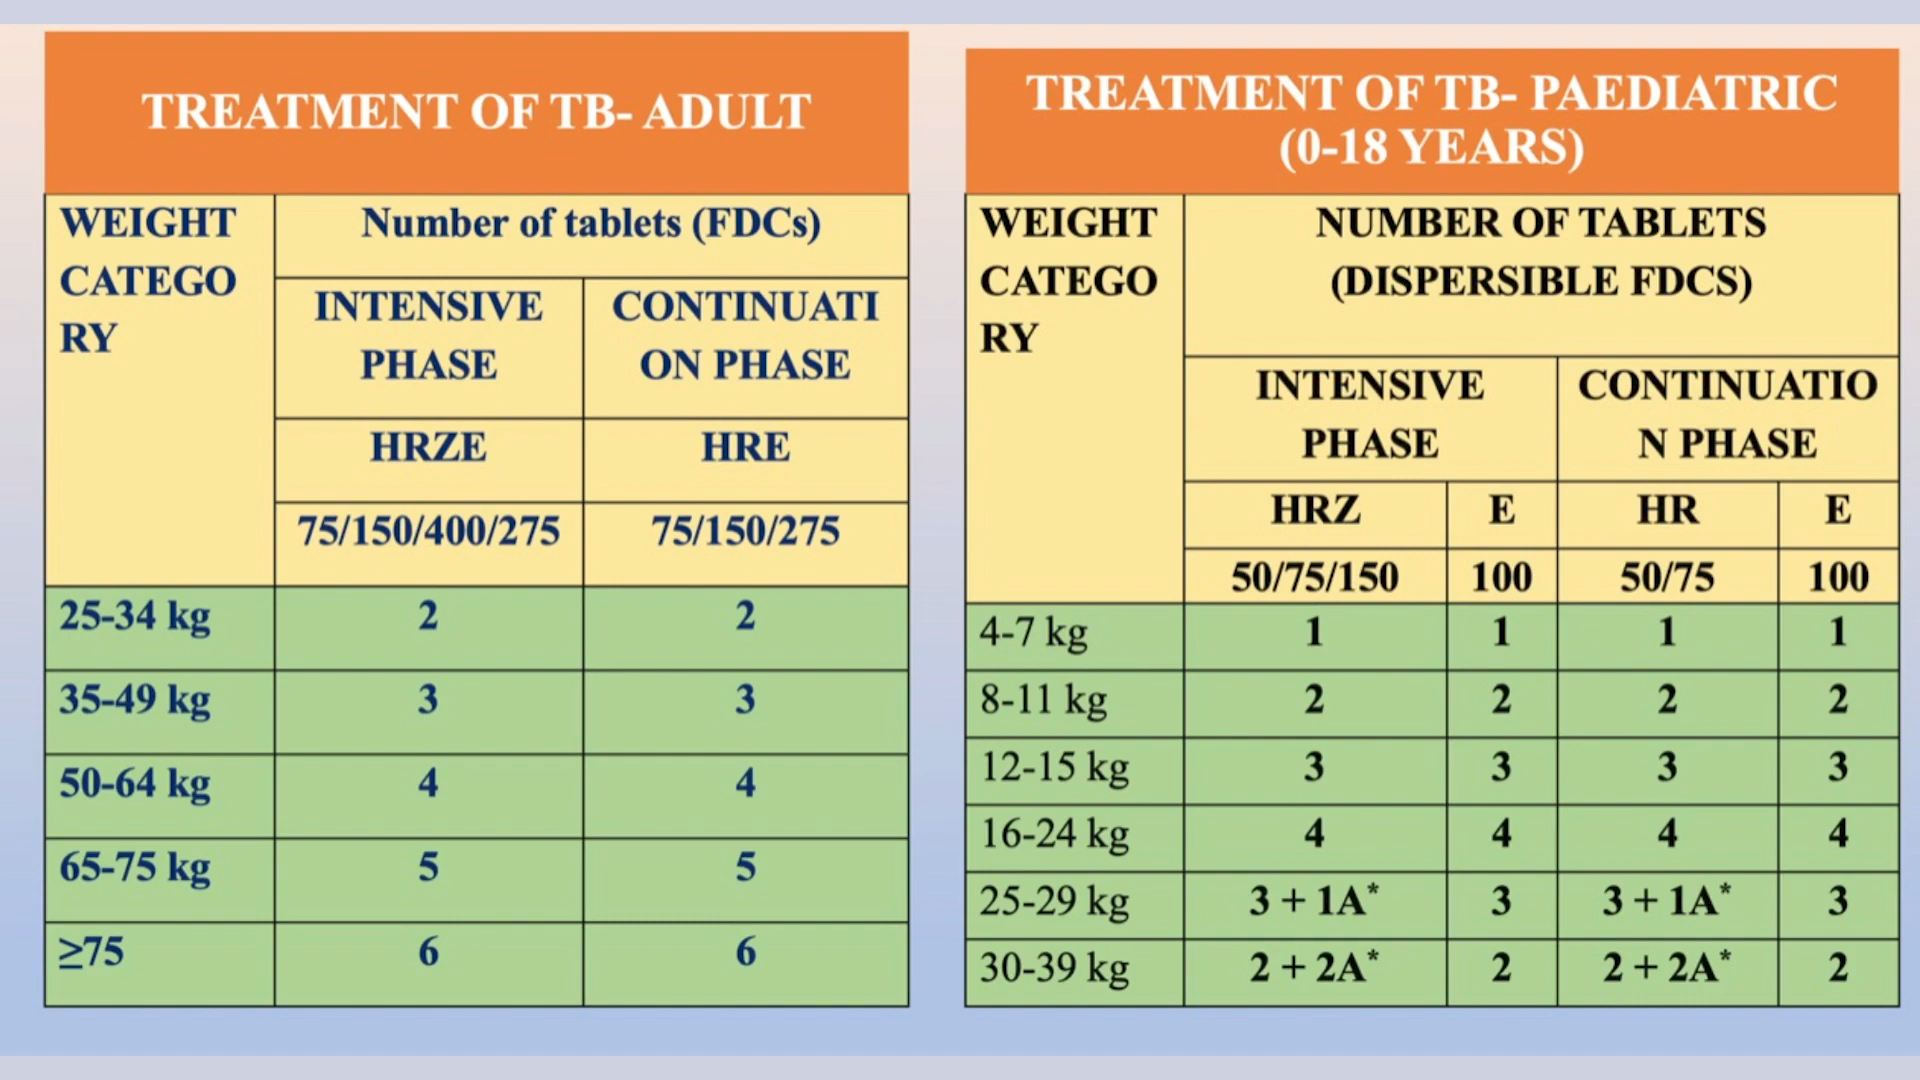 TREATMENT OF TB- ADULT
WEIGHT
CATEGO
RY
Number of tablets (FDCs)
INTENSIVE
PHASE
CONTINUATI
ON PHASE
HRZE
HRE
75/150/400/275
75/150/275
25-34 kg 2 2
35-49 kg 3 3
50-64 kg 4 4
65-75 kg 5 5
≥75 6 6
TREATMENT OF TB- PAEDIATRIC
(0-18 YEARS)
WEIGHT
CATEGO
RY
NUMBER OF TABLETS
(DISPERSIBLE FDCS)
INTENSIVE
PHASE
CONTINUATIO
N PHASE
HRZ E HR E
50/75/150 100 50/75 100
4-7 kg 1 1 1 1
8-11 kg 2 2 2 2
12-15 kg 3 3 3 3
16-24 kg 4 4 4 4
25-29 kg 3 + 1A* 3 3 + 1A* 3
30-39 kg 2 + 2A* 2 2 + 2A* 2